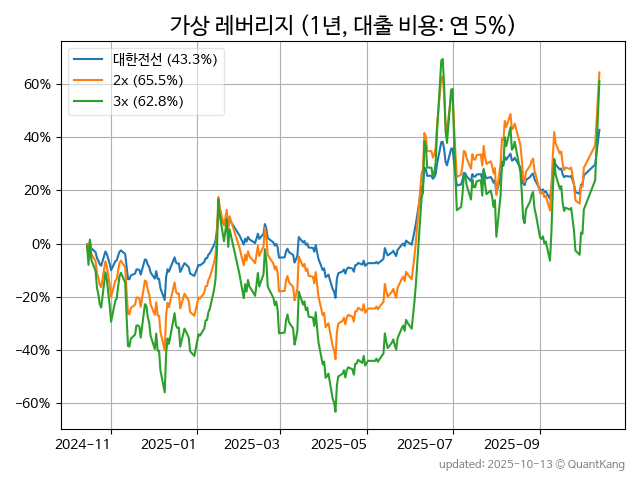 가상 레버리지 (1년, 대출 비용: 연 5%)
대한전선 (43.3%)
2x (65.5%)
3x (62.8%)
60%
40%
20%
0%
−20%
−40%
−60%
2024-11 2025-01 2025-03 2025-05 2025-07 2025-09
updated: 2025-10-13 © QuantKang